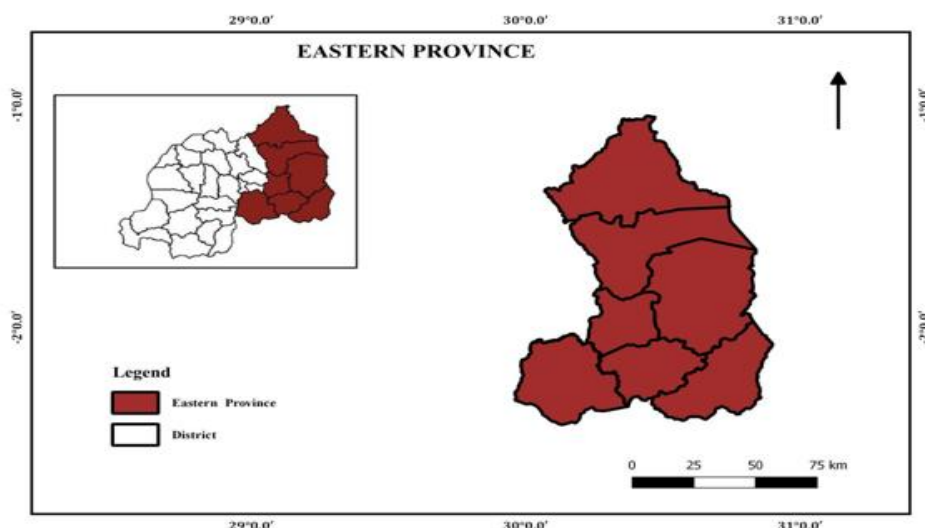 29°0.0' 30°0.0' 31°0.0'
EASTERN PROVINCE
-1°0.0' -1°0.0'
-2°0.0' -2°0.0'
Legend
Eastern Province
District
0 25 50 75 km
29°0.0' 30°0.0' 31°0.0'